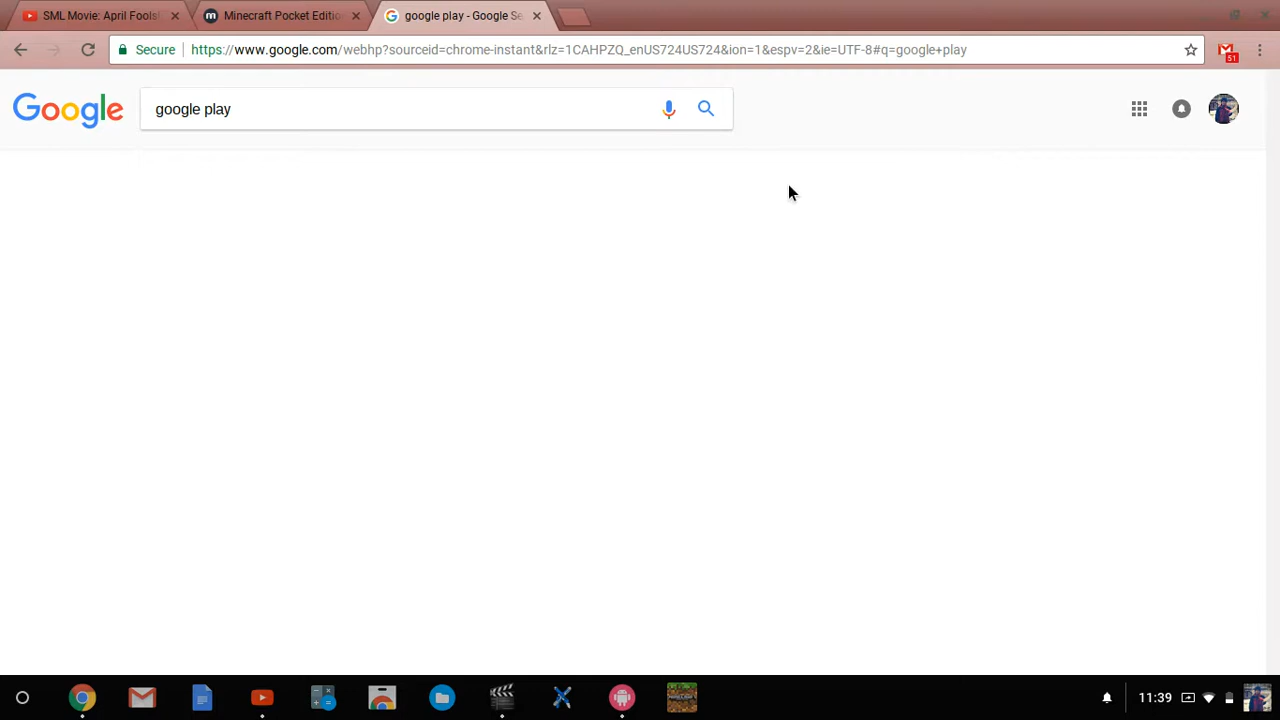 SML Movie: April Fools!
Minecraft Pocket Editio
google play - Google Se
Secure
https://www.google.com/webhp?sourceid=chrome-instant&rlz=1CAHPZQ_enUS724US724&ion=1&espv=2&ie=UTF-8#q=google+play
51
Google
google play
11:39